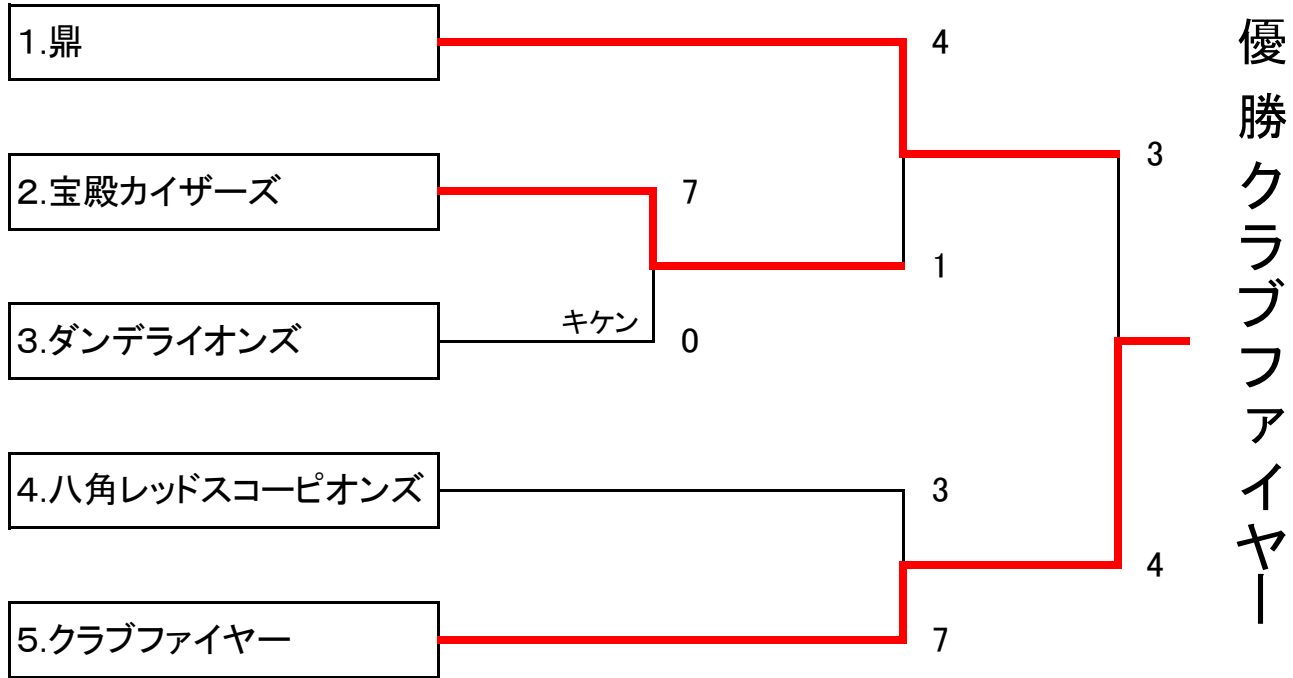 1.鼎
4
3
2.宝殿カイザーズ
7
1
3.ダンデライオンズ
キケン
0
4.八角レッドスコーピオンズ
3
4
5.クラブファイヤー
7
優勝クラブファイヤー